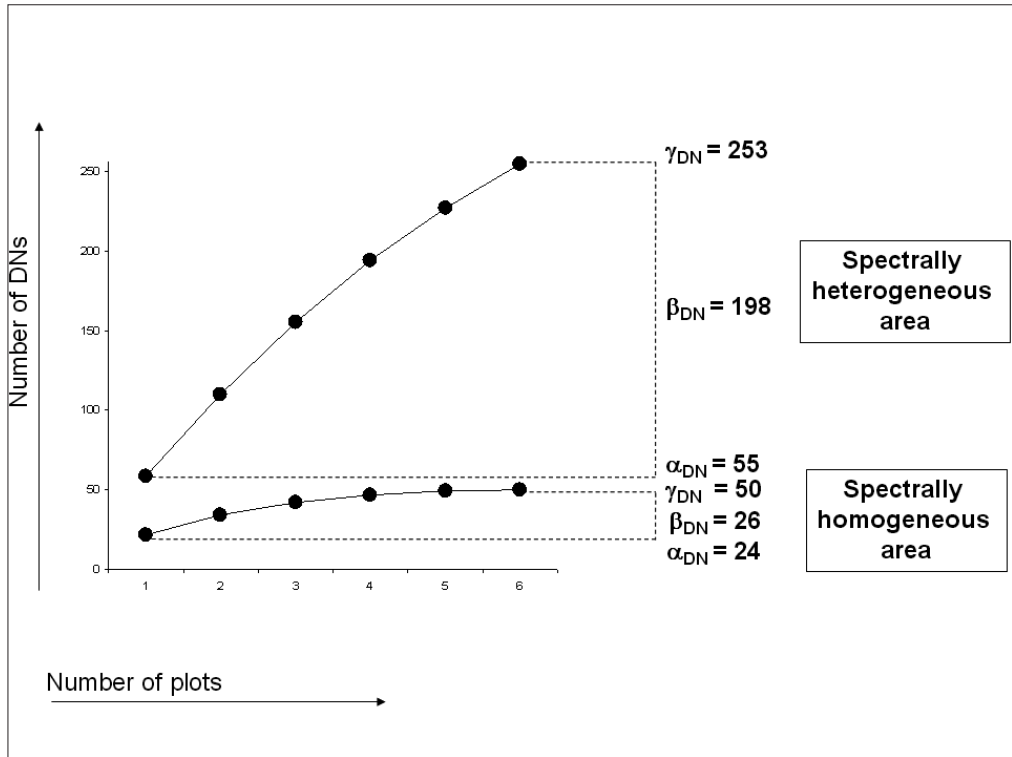 Number of DNs
250
200
150
100
50
0
1 2 3 4 5 6
Number of plots
γDN = 253
βDN = 198
αDN = 55
γDN = 50
βDN = 26
αDN = 24
Spectrally
heterogeneous
area
Spectrally
homogeneous
area